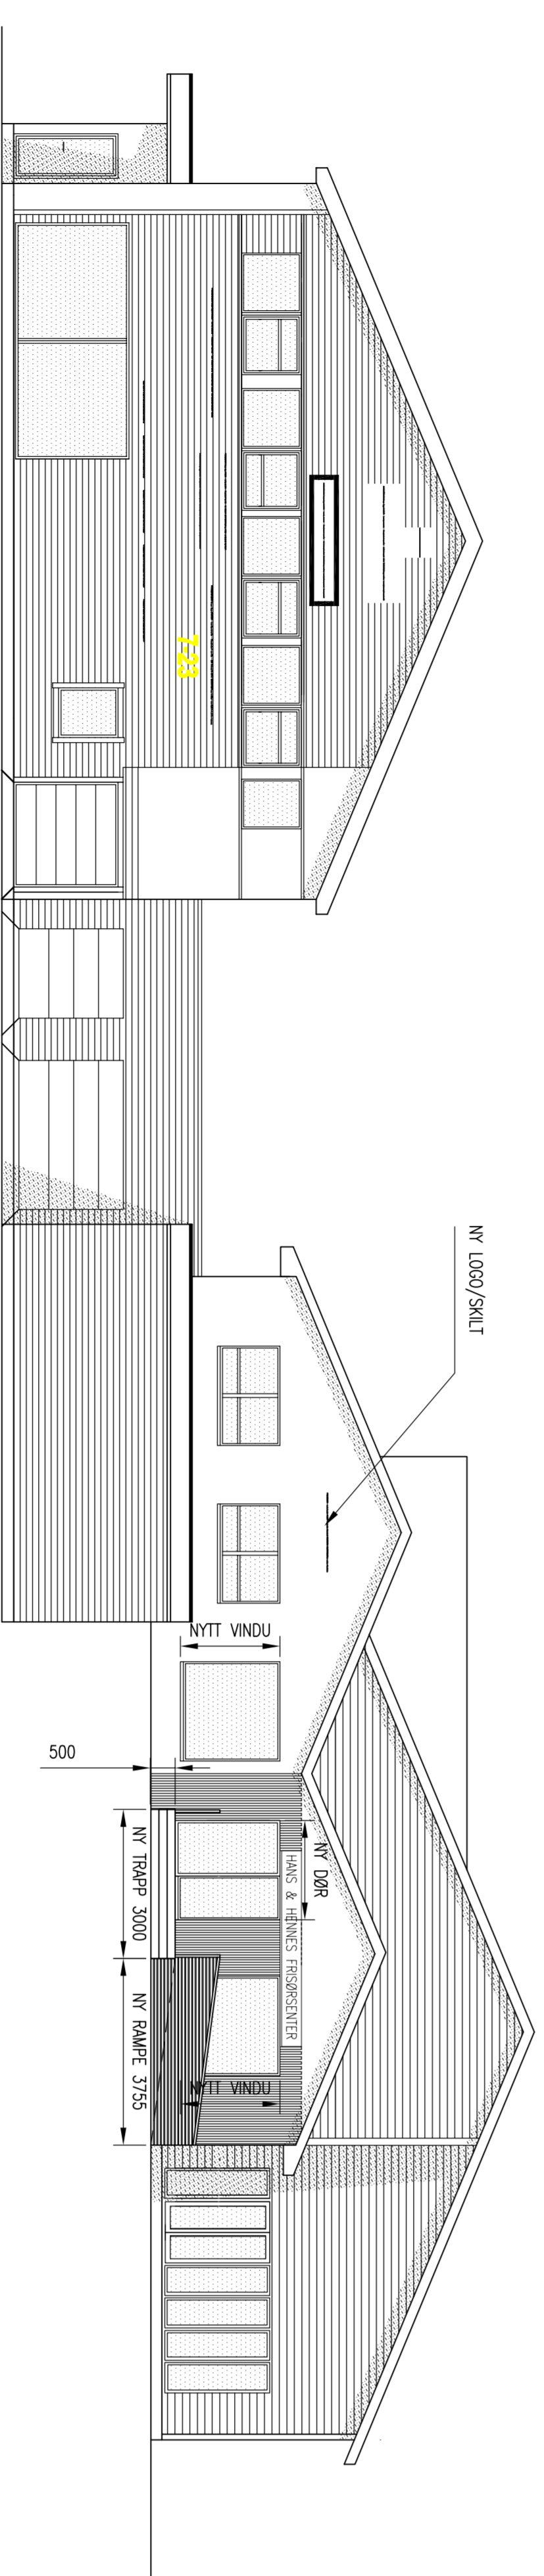 7-23
NY LOGO/SKILT
NYTT VINDU
500
NY TRAPP 3000
NY DØR
HANS & HENNES FRISØRSENTER
NY RAMPE 3755
NYTT VINDU